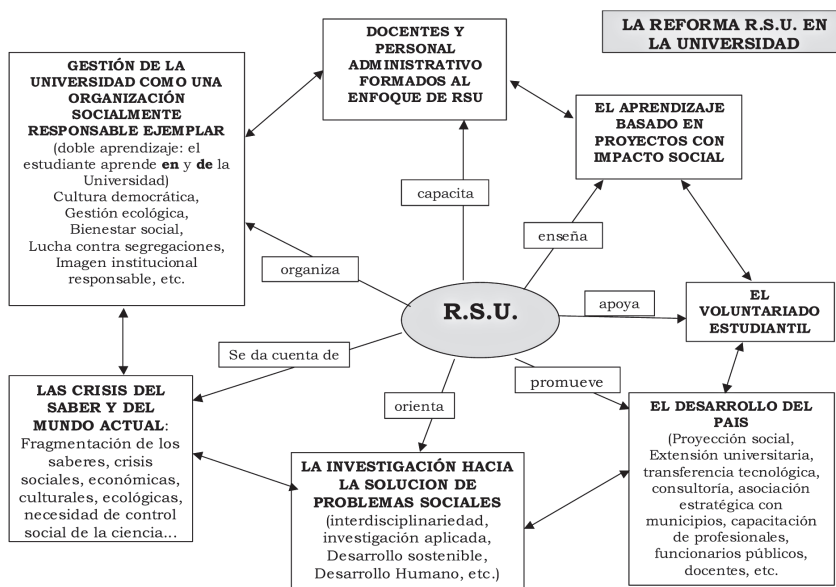 LA REFORMA R.S.U. EN
LA UNIVERSIDAD
DOCENTES Y
PERSONAL
ADMINISTRATIVO
FORMADOS AL
ENFOQUE DE RSU
GESTIÓN DE LA
UNIVERSIDAD COMO UNA
ORGANIZACIÓN
SOCIALMENTE
RESPONSABLE EJEMPLAR
(doble aprendizaje: el
estudiante aprende en y de la
Universidad)
Cultura democrática,
Gestión ecológica,
Bienestar social,
Lucha contra segregaciones,
Imagen institucional
responsable, etc.
EL APRENDIZAJE
BASADO EN
PROYECTOS CON
IMPACTO SOCIAL
capacita
enseña
organiza
R.S.U.
apoya
EL
VOLUNTARIADO
ESTUDIANTIL
Se da cuenta de
promueve
orienta
LAS CRISIS DEL
SABER Y DEL
MUNDO ACTUAL:
Fragmentación de los
saberes, crisis
sociales, económicas,
culturales, ecológicas,
necesidad de control
social de la ciencia...
LA INVESTIGACIÓN HACIA
LA SOLUCION DE
PROBLEMAS SOCIALES
(interdisciplinariedad,
investigación aplicada,
Desarrollo sostenible,
Desarrollo Humano, etc.)
EL DESARROLLO DEL
PAIS
(Proyección social,
Extensión universitaria,
transferencia tecnológica,
consultoría, asociación
estratégica con
municipios, capacitación
de profesionales,
funcionarios públicos,
docentes, etc.